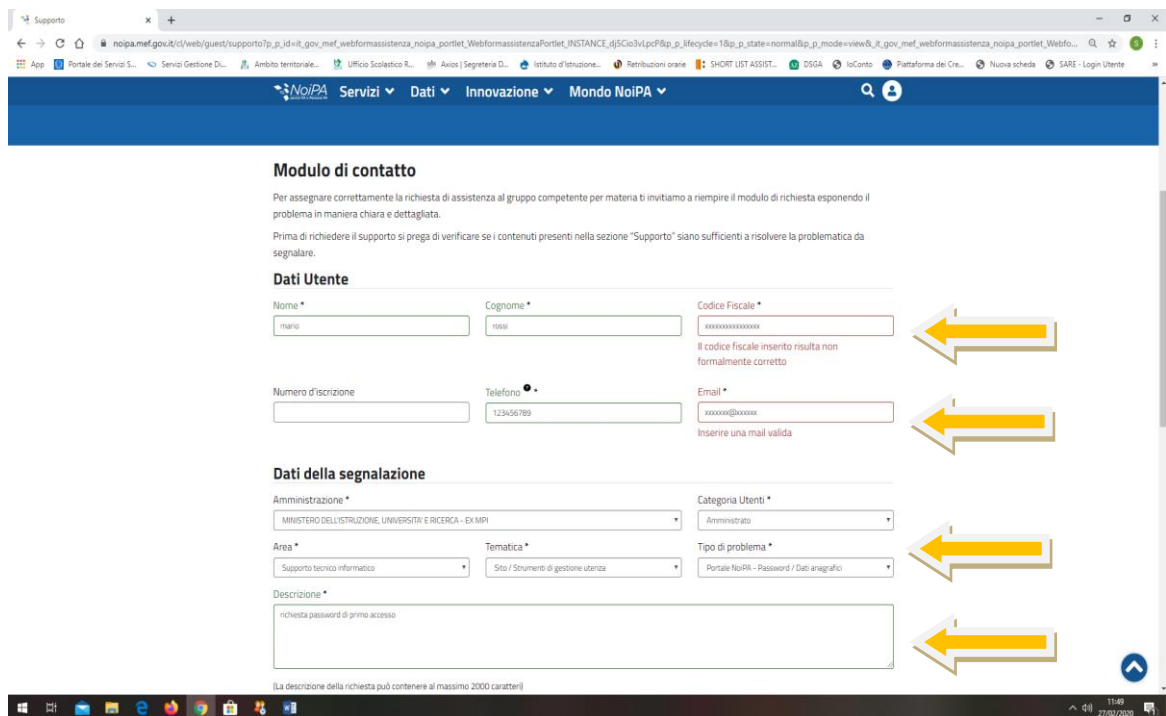 Supporto
noipa.mef.gov.it/cl/web/guest/supporto?p_p_id=it_gov_mef_webformassistenza_noipa_portlet_WebformassistenzaPortlet_INSTANCE_dj5Cio3vLpcP&p_p_lifecycle=1&p_p_state=normal&p_p_mode=view&_it_gov_mef_webformassistenza_noipa_portlet_Webfo...
App Portale dei Servizi S... Servizi Gestione Di... Ambito territoriale... Ufficio Scolastico R... Axios | Segreteria D... Istituto d'Istruzione... Retribuzioni orarie SHORT LIST ASSIST... DSGA IoConto Piattaforma dei Cre... Nuova scheda SARE - Login Utente »
NoiPA Servizi Dati Innovazione Mondo NoiPA
Modulo di contatto
Per assegnare correttamente la richiesta di assistenza al gruppo competente per materia ti invitiamo a riempire il modulo di richiesta esponendo il
problema in maniera chiara e dettagliata.
Prima di richiedere il supporto si prega di verificare se i contenuti presenti nella sezione "Supporto" siano sufficienti a risolvere la problematica da
segnalare.
Dati Utente
Nome * Cognome * Codice Fiscale *
mario rossi xxxxxxxxxxxxxxxx
Il codice fiscale inserito risulta non
formalmente corretto
Numero d'iscrizione Telefono * Email *
123456789 xxxxxxx@xxxxxx
Inserire una mail valida
Dati della segnalazione
Amministrazione * Categoria Utenti *
MINISTERO DELL'ISTRUZIONE, UNIVERSITA' E RICERCA - EX MPI Amministrato
Area * Tematica * Tipo di problema *
Supporto tecnico informatico Sito / Strumenti di gestione utenza Portale NoiPA - Password / Dati anagrafici
Descrizione *
richiesta password di primo accesso
(La descrizione della richiesta può contenere al massimo 2000 caratteri)
11:49
27/02/2020